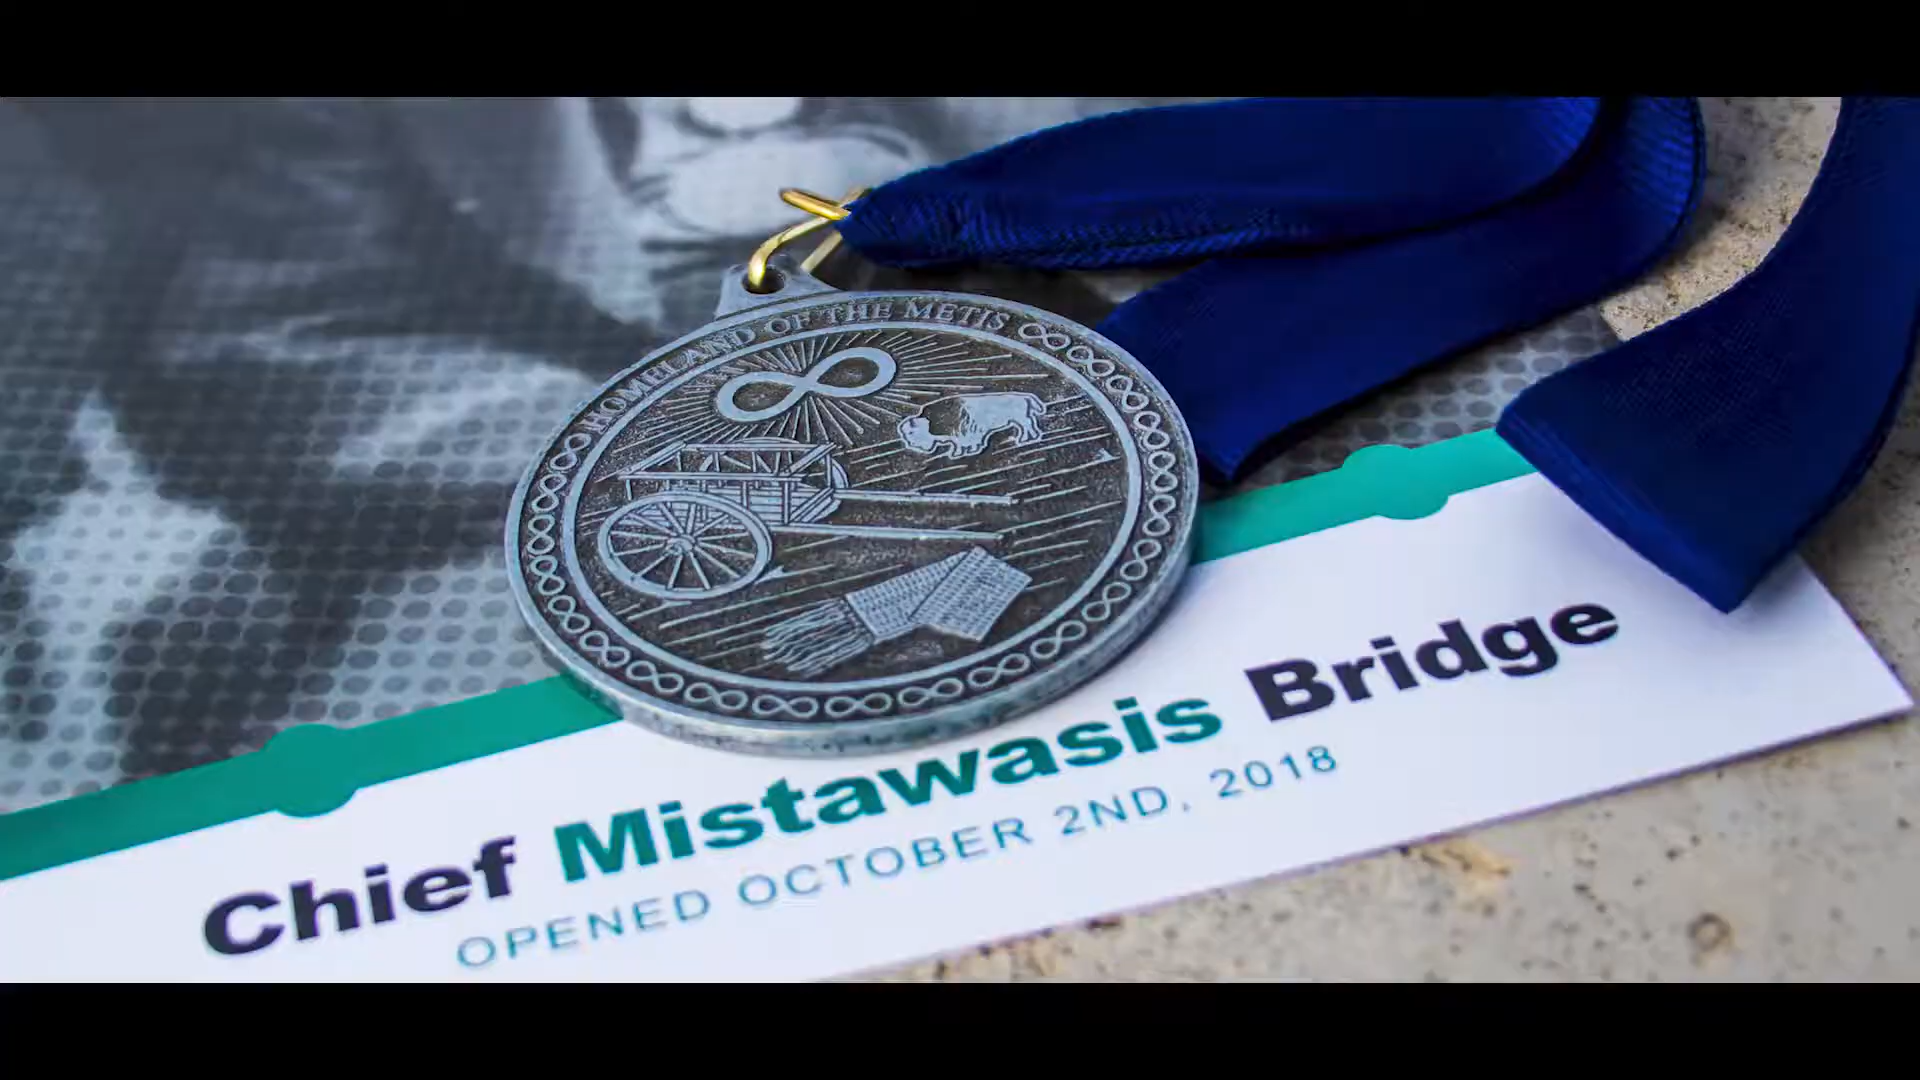 HOMELAND OF THE METIS
Chief Mistawasis Bridge
OPENED OCTOBER 2ND, 2018